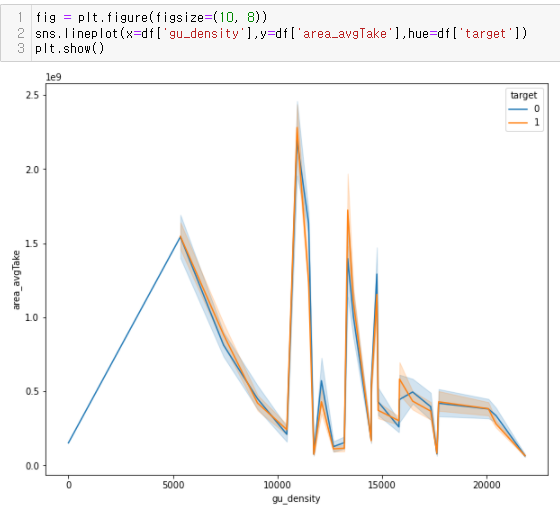 1 fig = plt.figure(figsize=(10, 8))
2 sns.lineplot(x=df['gu_density'],y=df['area_avgTake'],hue=df['target'])
3 plt.show()
1e9
target
0
1
2.5
2.0
1.5
1.0
0.5
0.0
area_avgTake
0 5000 10000 15000 20000
gu_density